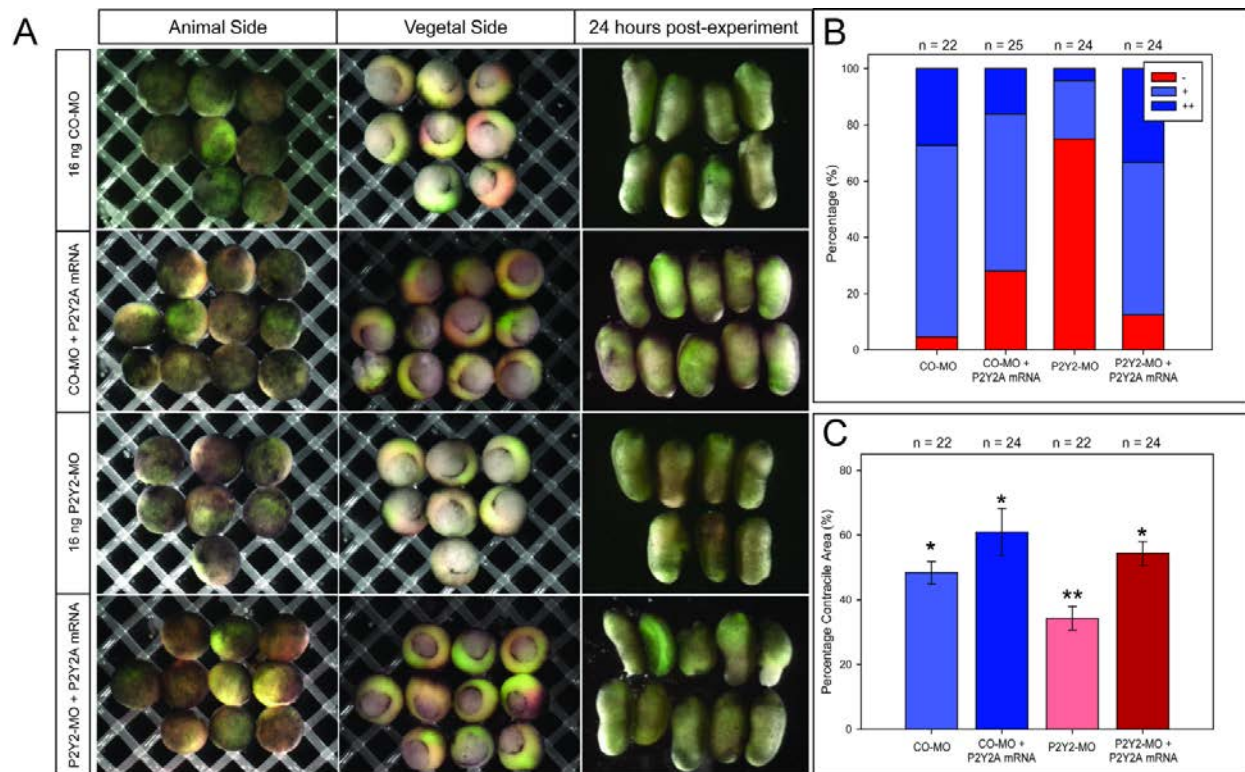 A
Animal Side
Vegetal Side
24 hours post-experiment
16 ng CO-MO
CO-MO + P2Y2A mRNA
16 ng P2Y2-MO
P2Y2-MO + P2Y2A mRNA
B
n = 22
n = 25
n = 24
n = 24
-
+
++
Percentage (%)
100
80
60
40
20
0
CO-MO
CO-MO +
P2Y2A mRNA
P2Y2-MO
P2Y2-MO +
P2Y2A mRNA
C
n = 22
n = 24
n = 22
n = 24
Percentage Contracile Area (%)
80
60
40
20
0
*
*
**
*
CO-MO
CO-MO +
P2Y2A mRNA
P2Y2-MO
P2Y2-MO +
P2Y2A mRNA